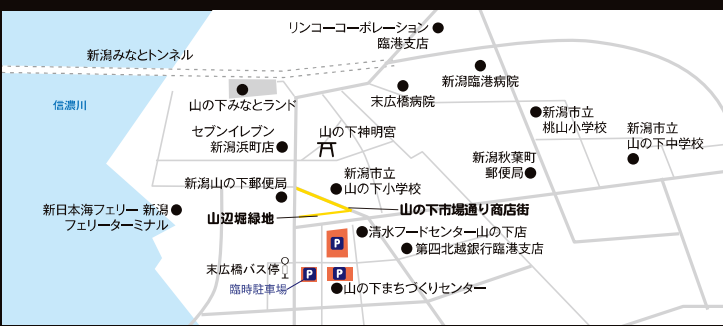 リンコーコーポレーション
臨港支店
新潟みなとトンネル
新潟臨港病院
末広橋病院
信濃川
山の下みなとランド
新潟市立
桃山小学校
セブンイレブン
新潟浜町店
山の下神明宮
新潟市立
山の下中学校
新潟秋葉町
郵便局
新潟市立
山の下小学校
新潟山の下郵便局
新日本海フェリー 新潟
フェリーターミナル
山辺堀緑地
山の下市場通り商店街
清水フードセンター山の下店
第四北越銀行臨港支店
P
末広橋バス停
臨時駐車場
P
P
山の下まちづくりセンター